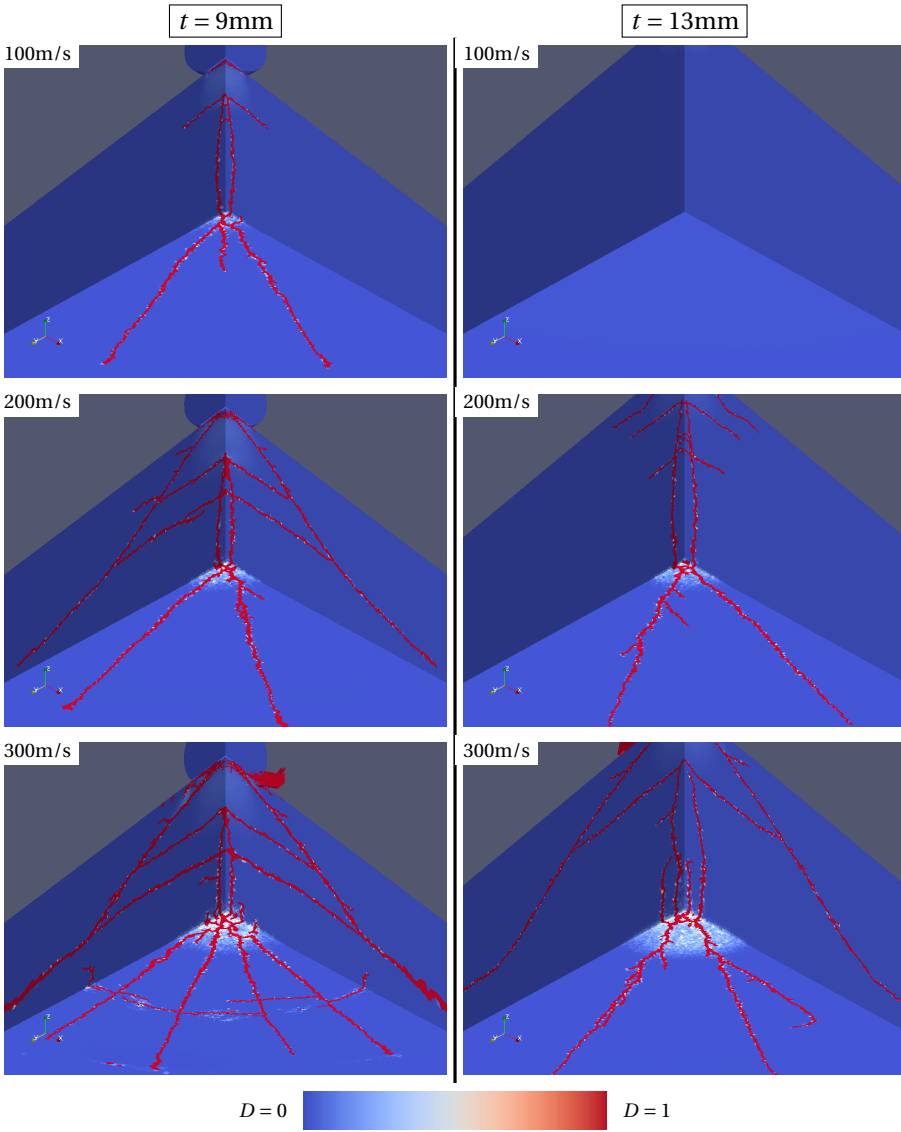 t = 9mm
t = 13mm
100m/s
100m/s
z
y
x
z
y
x
200m/s
200m/s
z
y
x
z
y
x
300m/s
300m/s
z
y
x
z
y
x
D = 0
D = 1